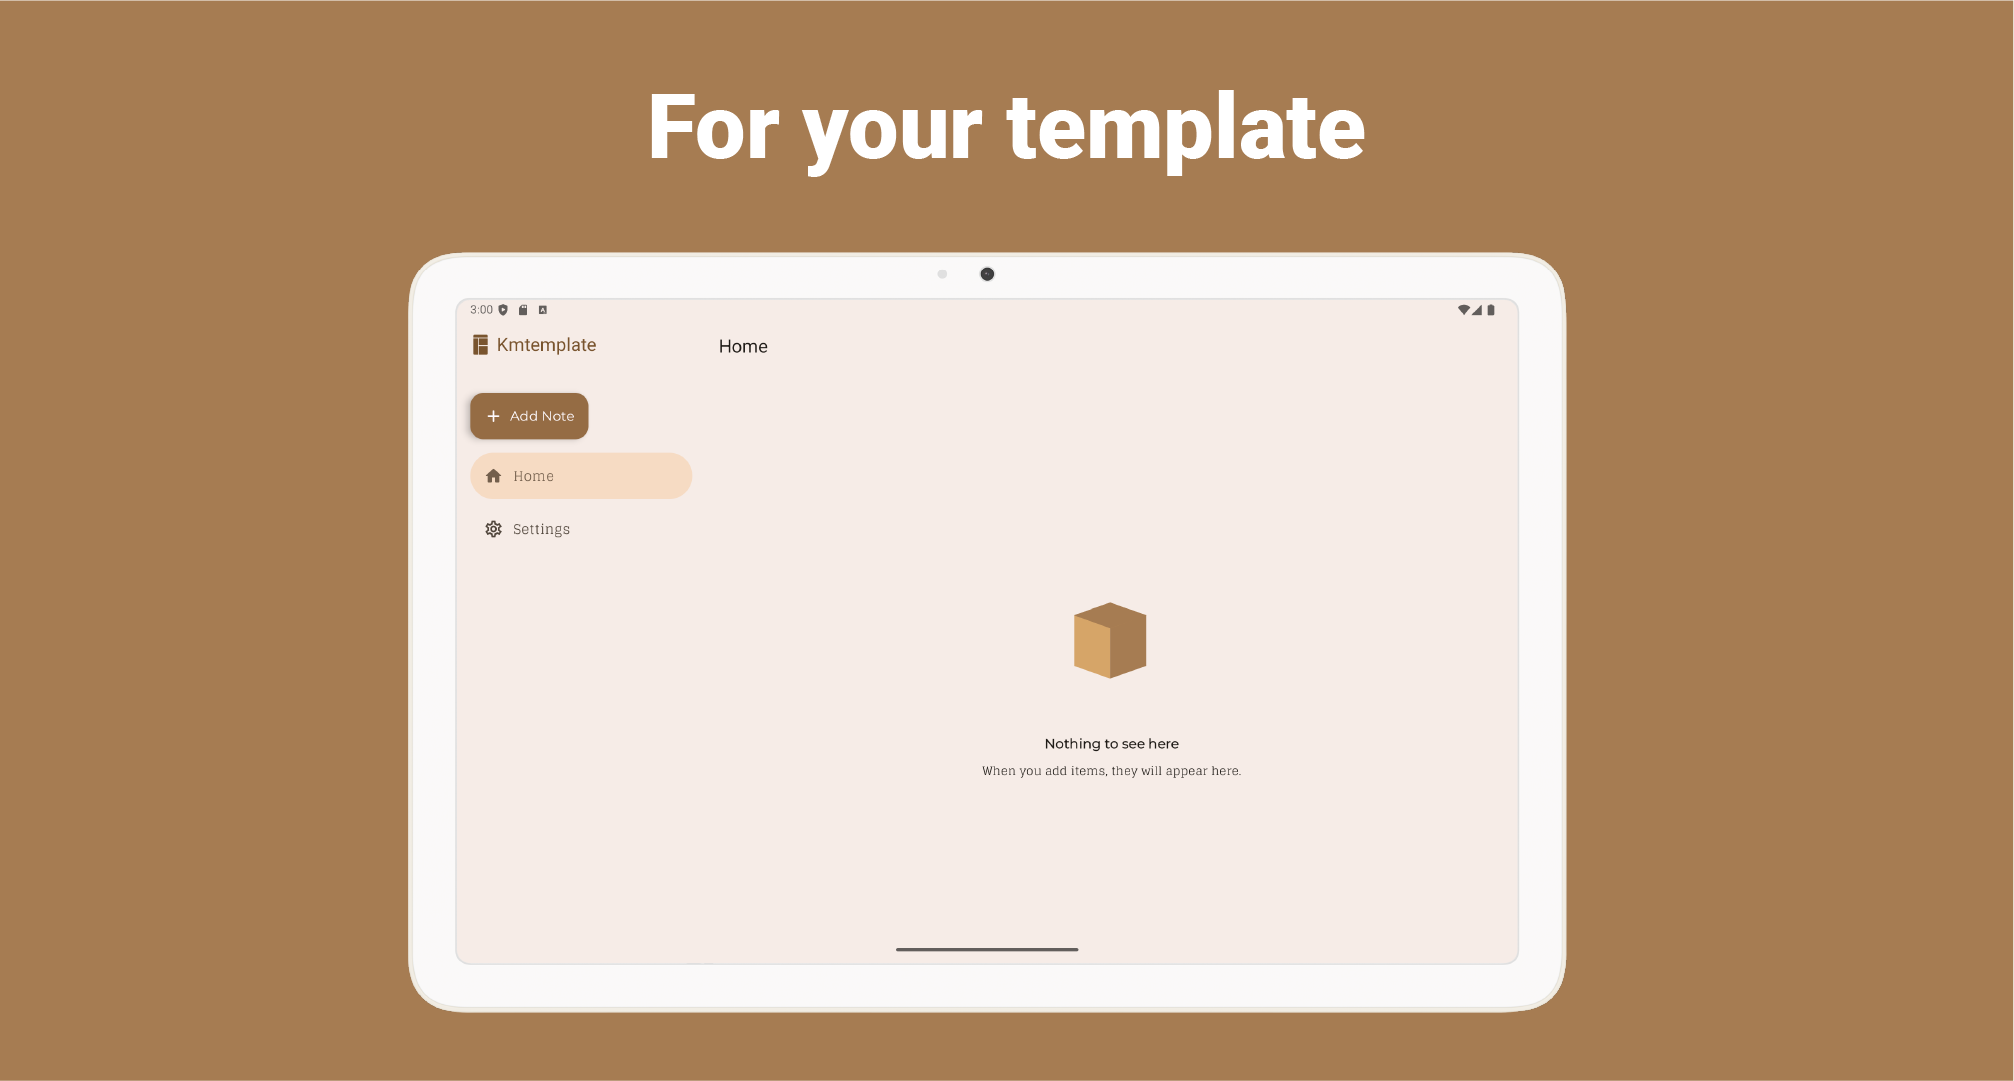 For your template
3:00
Kmtemplate
Home
Add Note
Home
Settings
Nothing to see here
When you add items, they will appear here.